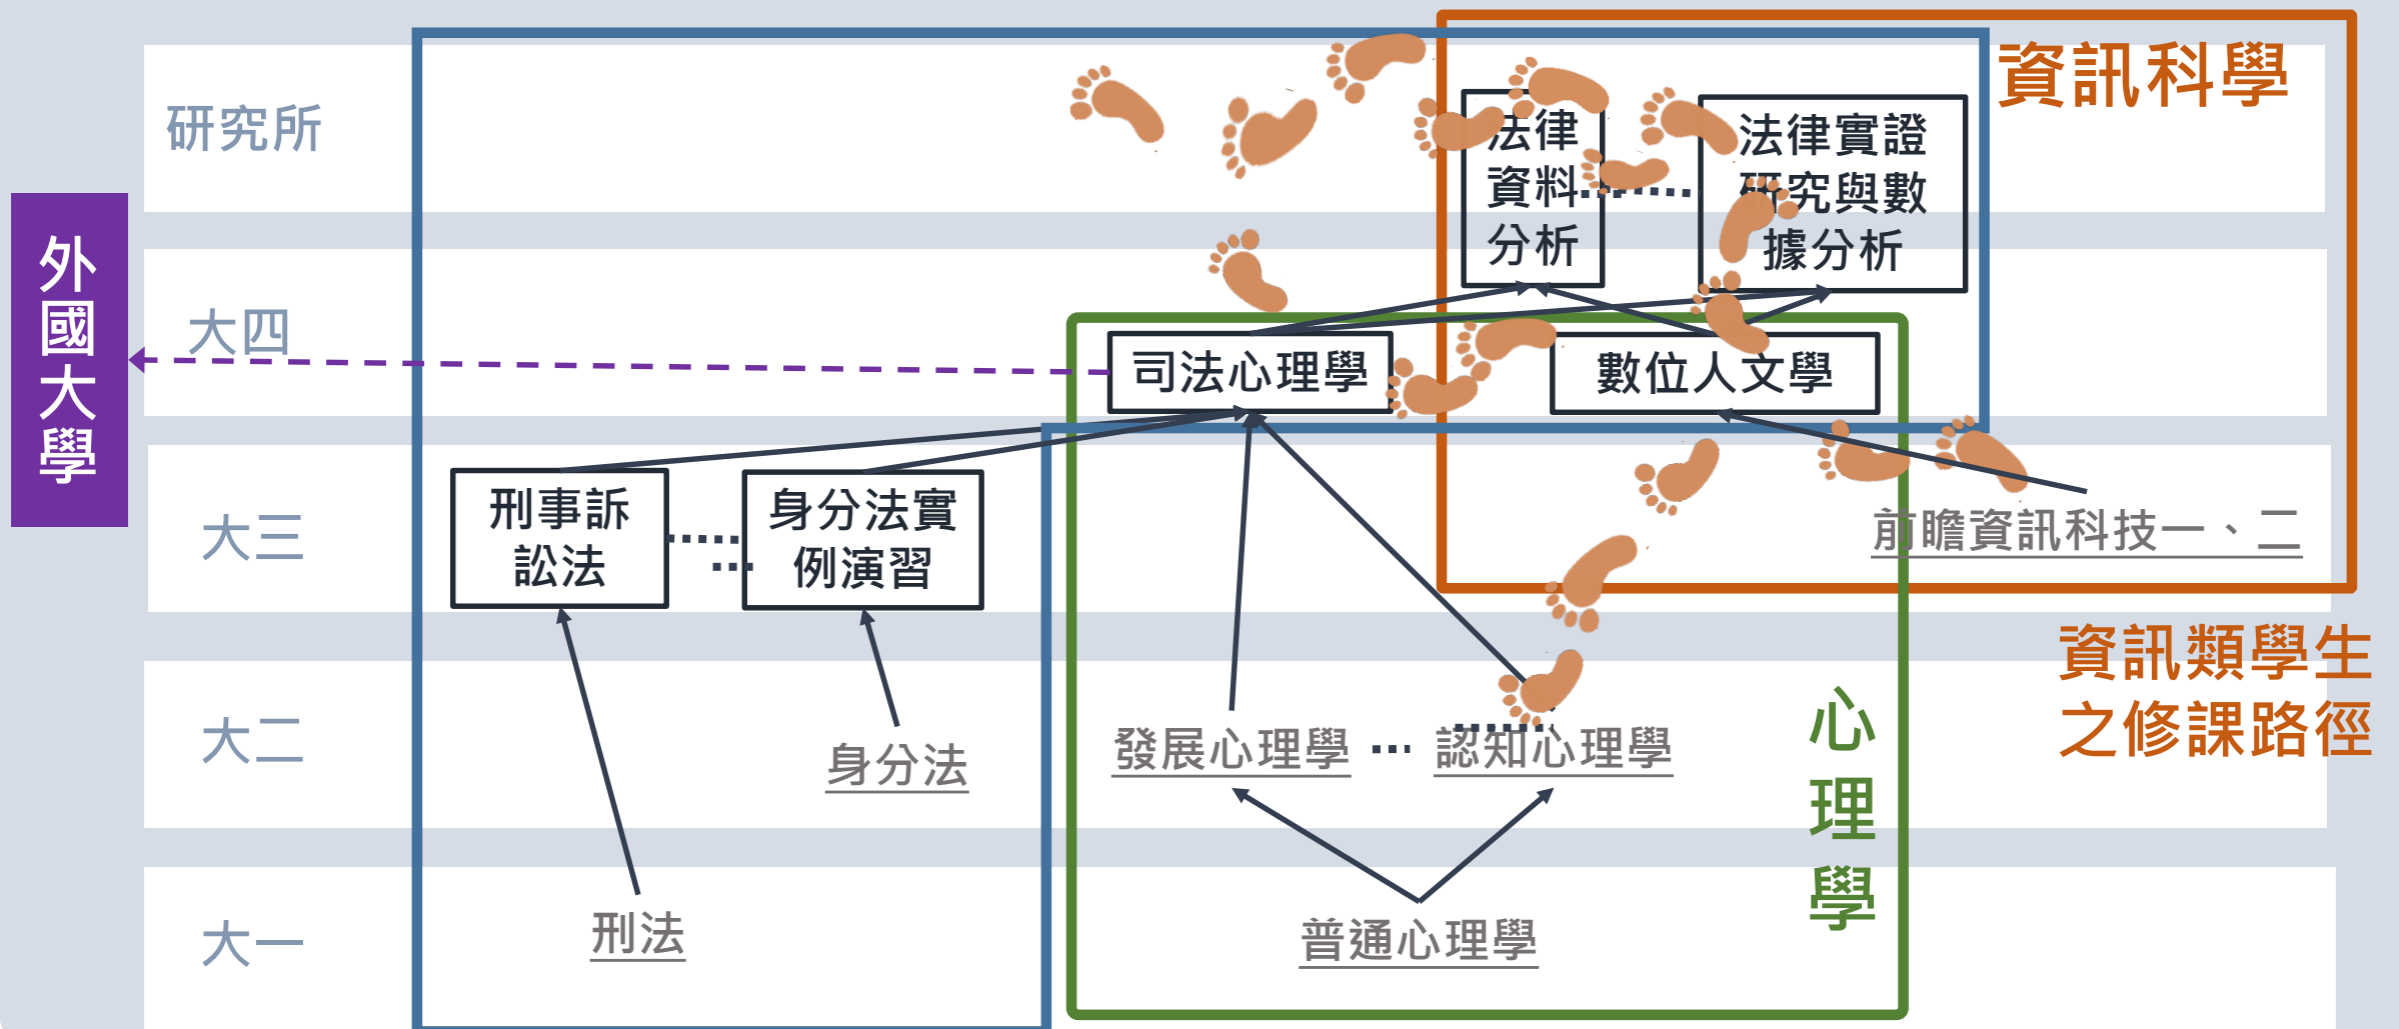 資訊科學
研究所
法律
資料
分析
法律實證
研究與數
據分析
外國大學
大四
司法心理學
數位人文學
大三
刑事訴
訟法
身分法實
例演習
前瞻資訊科技一、二
資訊類學生
之修課路徑
大二
身分法
發展心理學
...
認知心理學
心理學
大一
刑法
普通心理學